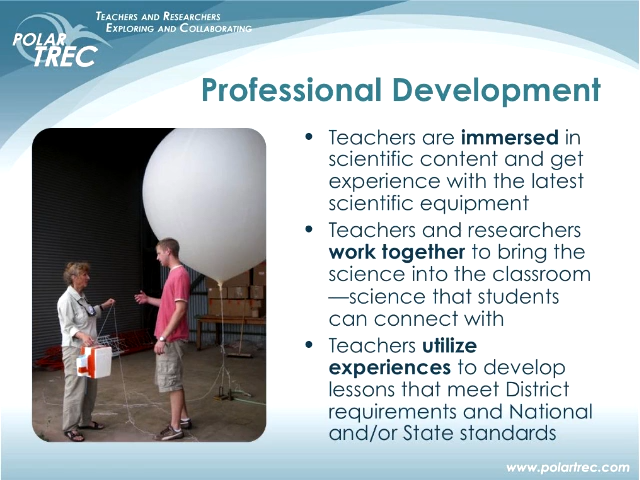 TEACHERS AND RESEARCHERS
EXPLORING AND COLLABORATING
POLAR
TREC
Professional Development
• Teachers are immersed in
scientific content and get
experience with the latest
scientific equipment
• Teachers and researchers
work together to bring the
science into the classroom
—science that students
can connect with
• Teachers utilize
experiences to develop
lessons that meet District
requirements and National
and/or State standards
www.polartrec.com